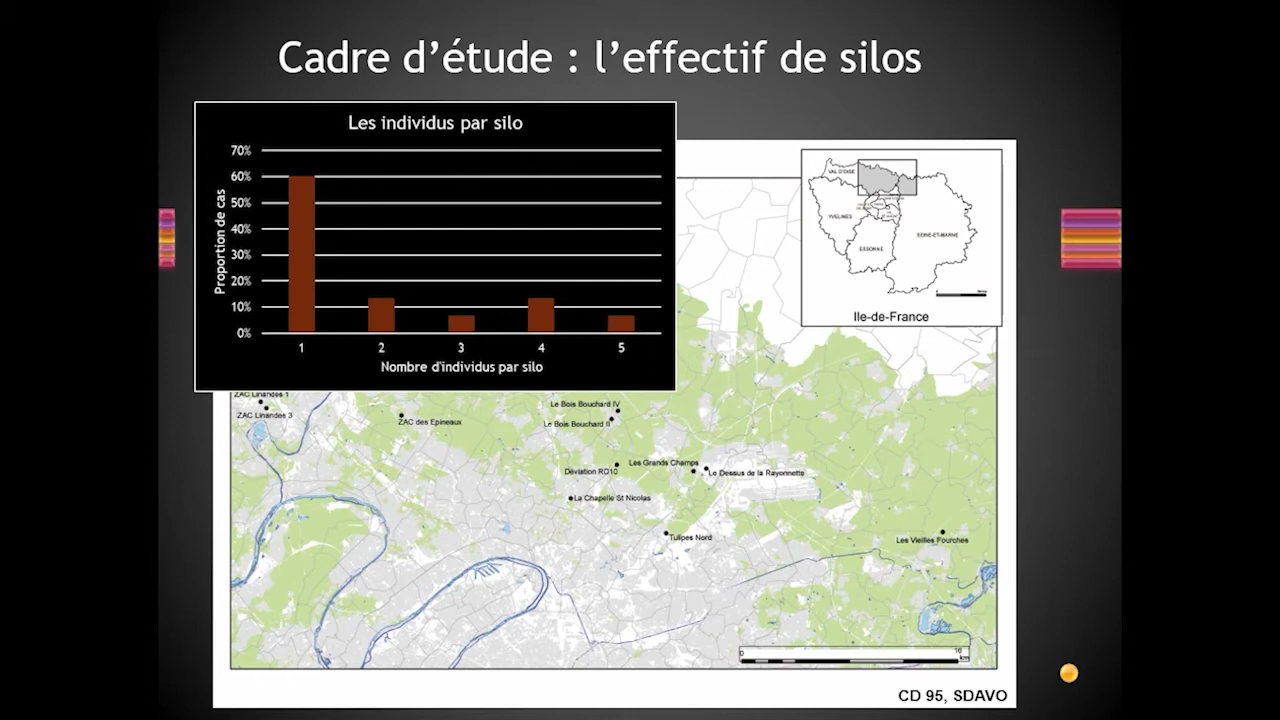 Cadre d’étude : l’effectif de silos
Les individus par silo
70%
60%
50%
40%
30%
20%
10%
0%
Proportion de cas
1 2 3 4 5
Nombre d'individus par silo
VAL D'OISE
YVELINES
SEINE-ET-MARNE
ESSONNE
Ile-de-France
ZAC Linandes 1
ZAC Linandes 3
ZAC des Epineaux
Le Bois Bouchard IV
Le Bois Bouchard II
Déviation RD10
Les Grands Champs
Le Dessus de la Rayonnette
La Chapelle St Nicolas
Tulipes Nord
Les Vieilles Fourches
0 16
km
CD 95, SDAVO